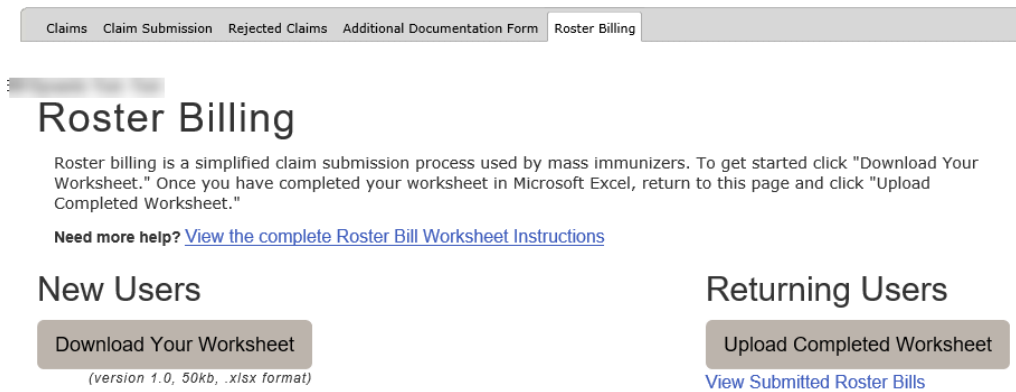 Claims Claim Submission Rejected Claims Additional Documentation Form Roster Billing
Roster Billing
Roster billing is a simplified claim submission process used by mass immunizers. To get started click "Download Your
Worksheet." Once you have completed your worksheet in Microsoft Excel, return to this page and click "Upload
Completed Worksheet."
Need more help? View the complete Roster Bill Worksheet Instructions
New Users
Returning Users
Download Your Worksheet
Upload Completed Worksheet
(version 1.0, 50kb, .xlsx format)
View Submitted Roster Bills